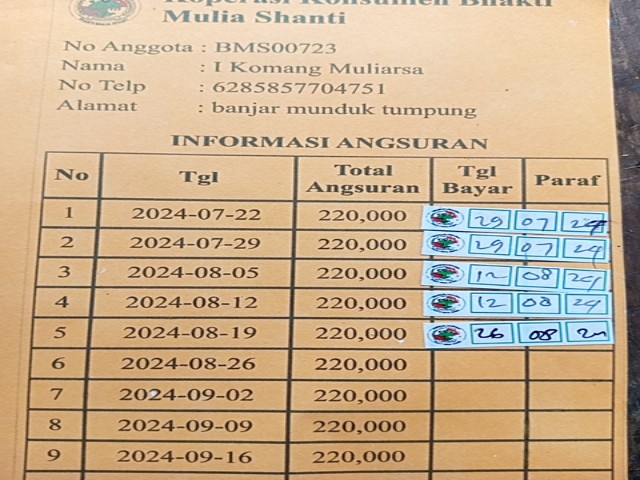 Koperasi Konsumen Bhakti
Mulia Shanti
No Anggota : BMS00723
Nama : I Komang Muliarsa
No Telp : 6285857704751
Alamat : banjar munduk tumpung
INFORMASI ANGSURAN
No Tgl Total Angsuran Tgl Bayar Paraf
1 2024-07-22 220,000 29 07 24
2 2024-07-29 220,000 29 07 24
3 2024-08-05 220,000 12 08 24
4 2024-08-12 220,000 12 08 24
5 2024-08-19 220,000 26 08 24
6 2024-08-26 220,000
7 2024-09-02 220,000
8 2024-09-09 220,000
9 2024-09-16 220,000